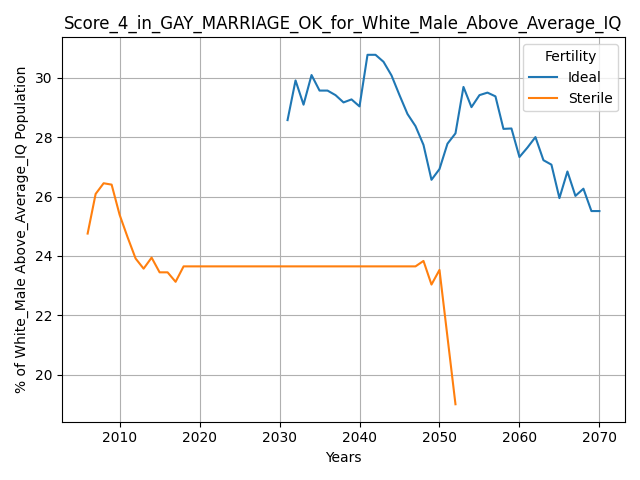 Score_4_in_GAY_MARRIAGE_OK_for_White_Male_Above_Average_IQ
% of White_Male Above_Average_IQ Population
30
28
26
24
22
20
Fertility
Ideal
Sterile
2010 2020 2030 2040 2050 2060 2070
Years